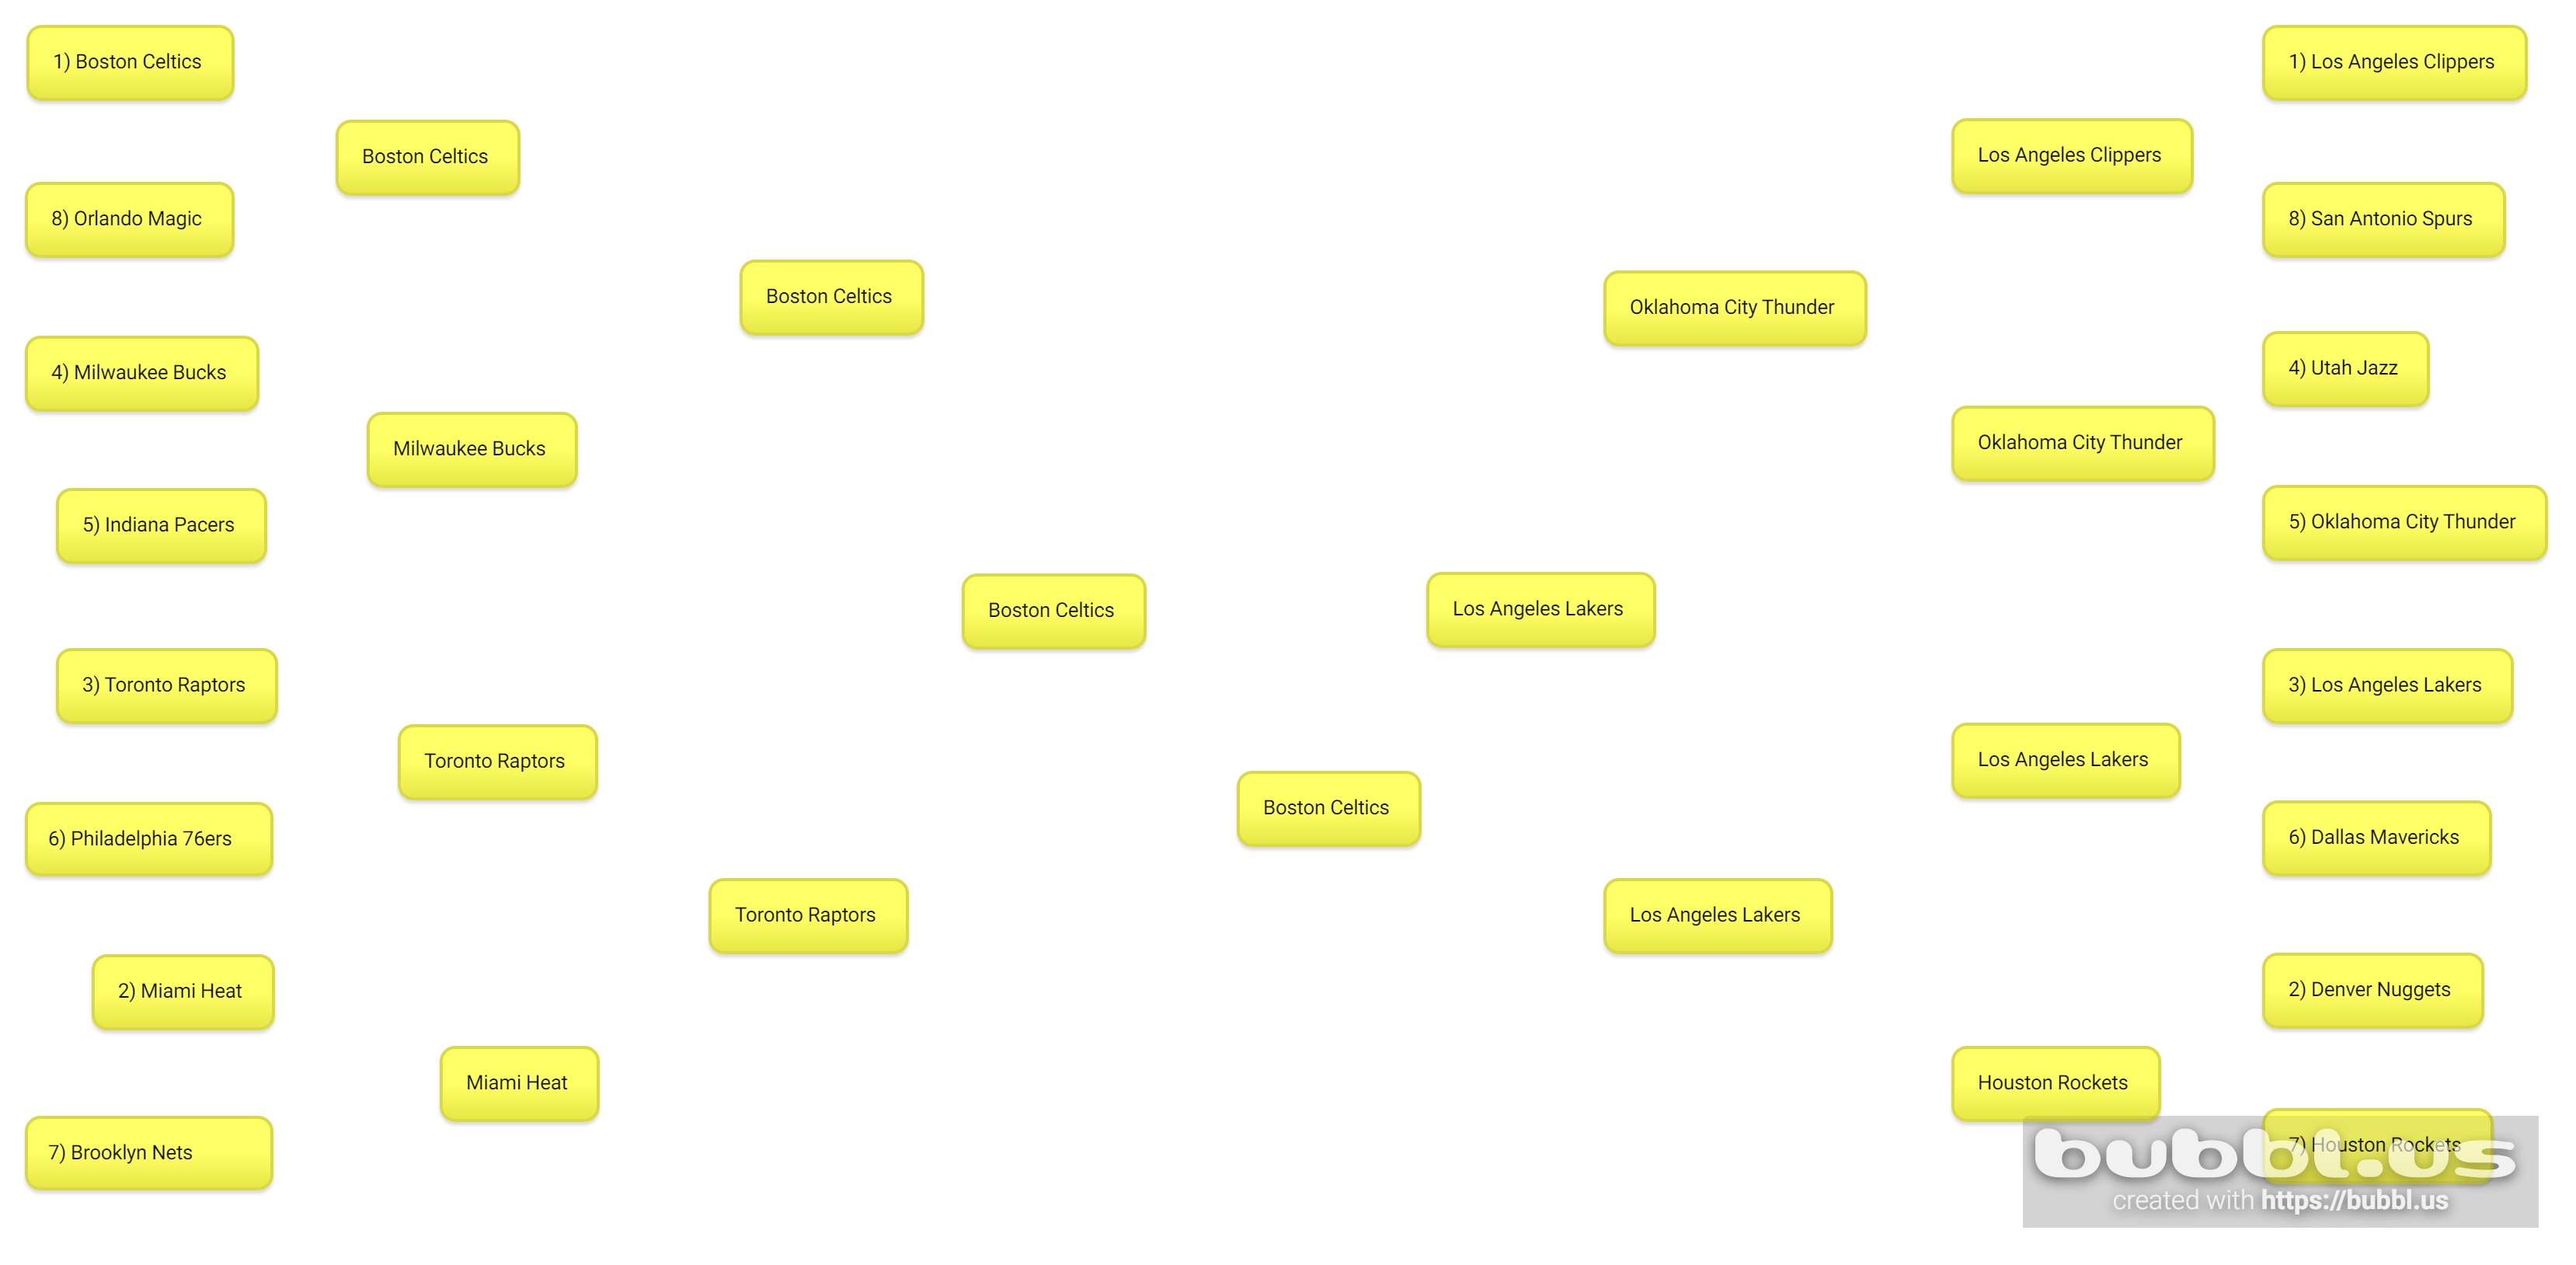 1) Boston Celtics
8) Orlando Magic
4) Milwaukee Bucks
5) Indiana Pacers
3) Toronto Raptors
6) Philadelphia 76ers
2) Miami Heat
7) Brooklyn Nets
Boston Celtics
Milwaukee Bucks
Toronto Raptors
Miami Heat
Boston Celtics
Toronto Raptors
Boston Celtics
Boston Celtics
Los Angeles Lakers
Oklahoma City Thunder
Los Angeles Lakers
Los Angeles Clippers
Oklahoma City Thunder
Los Angeles Lakers
Houston Rockets
1) Los Angeles Clippers
8) San Antonio Spurs
4) Utah Jazz
5) Oklahoma City Thunder
3) Los Angeles Lakers
6) Dallas Mavericks
2) Denver Nuggets
7) Houston Rockets
bubbl.us
created with https://bubbl.us